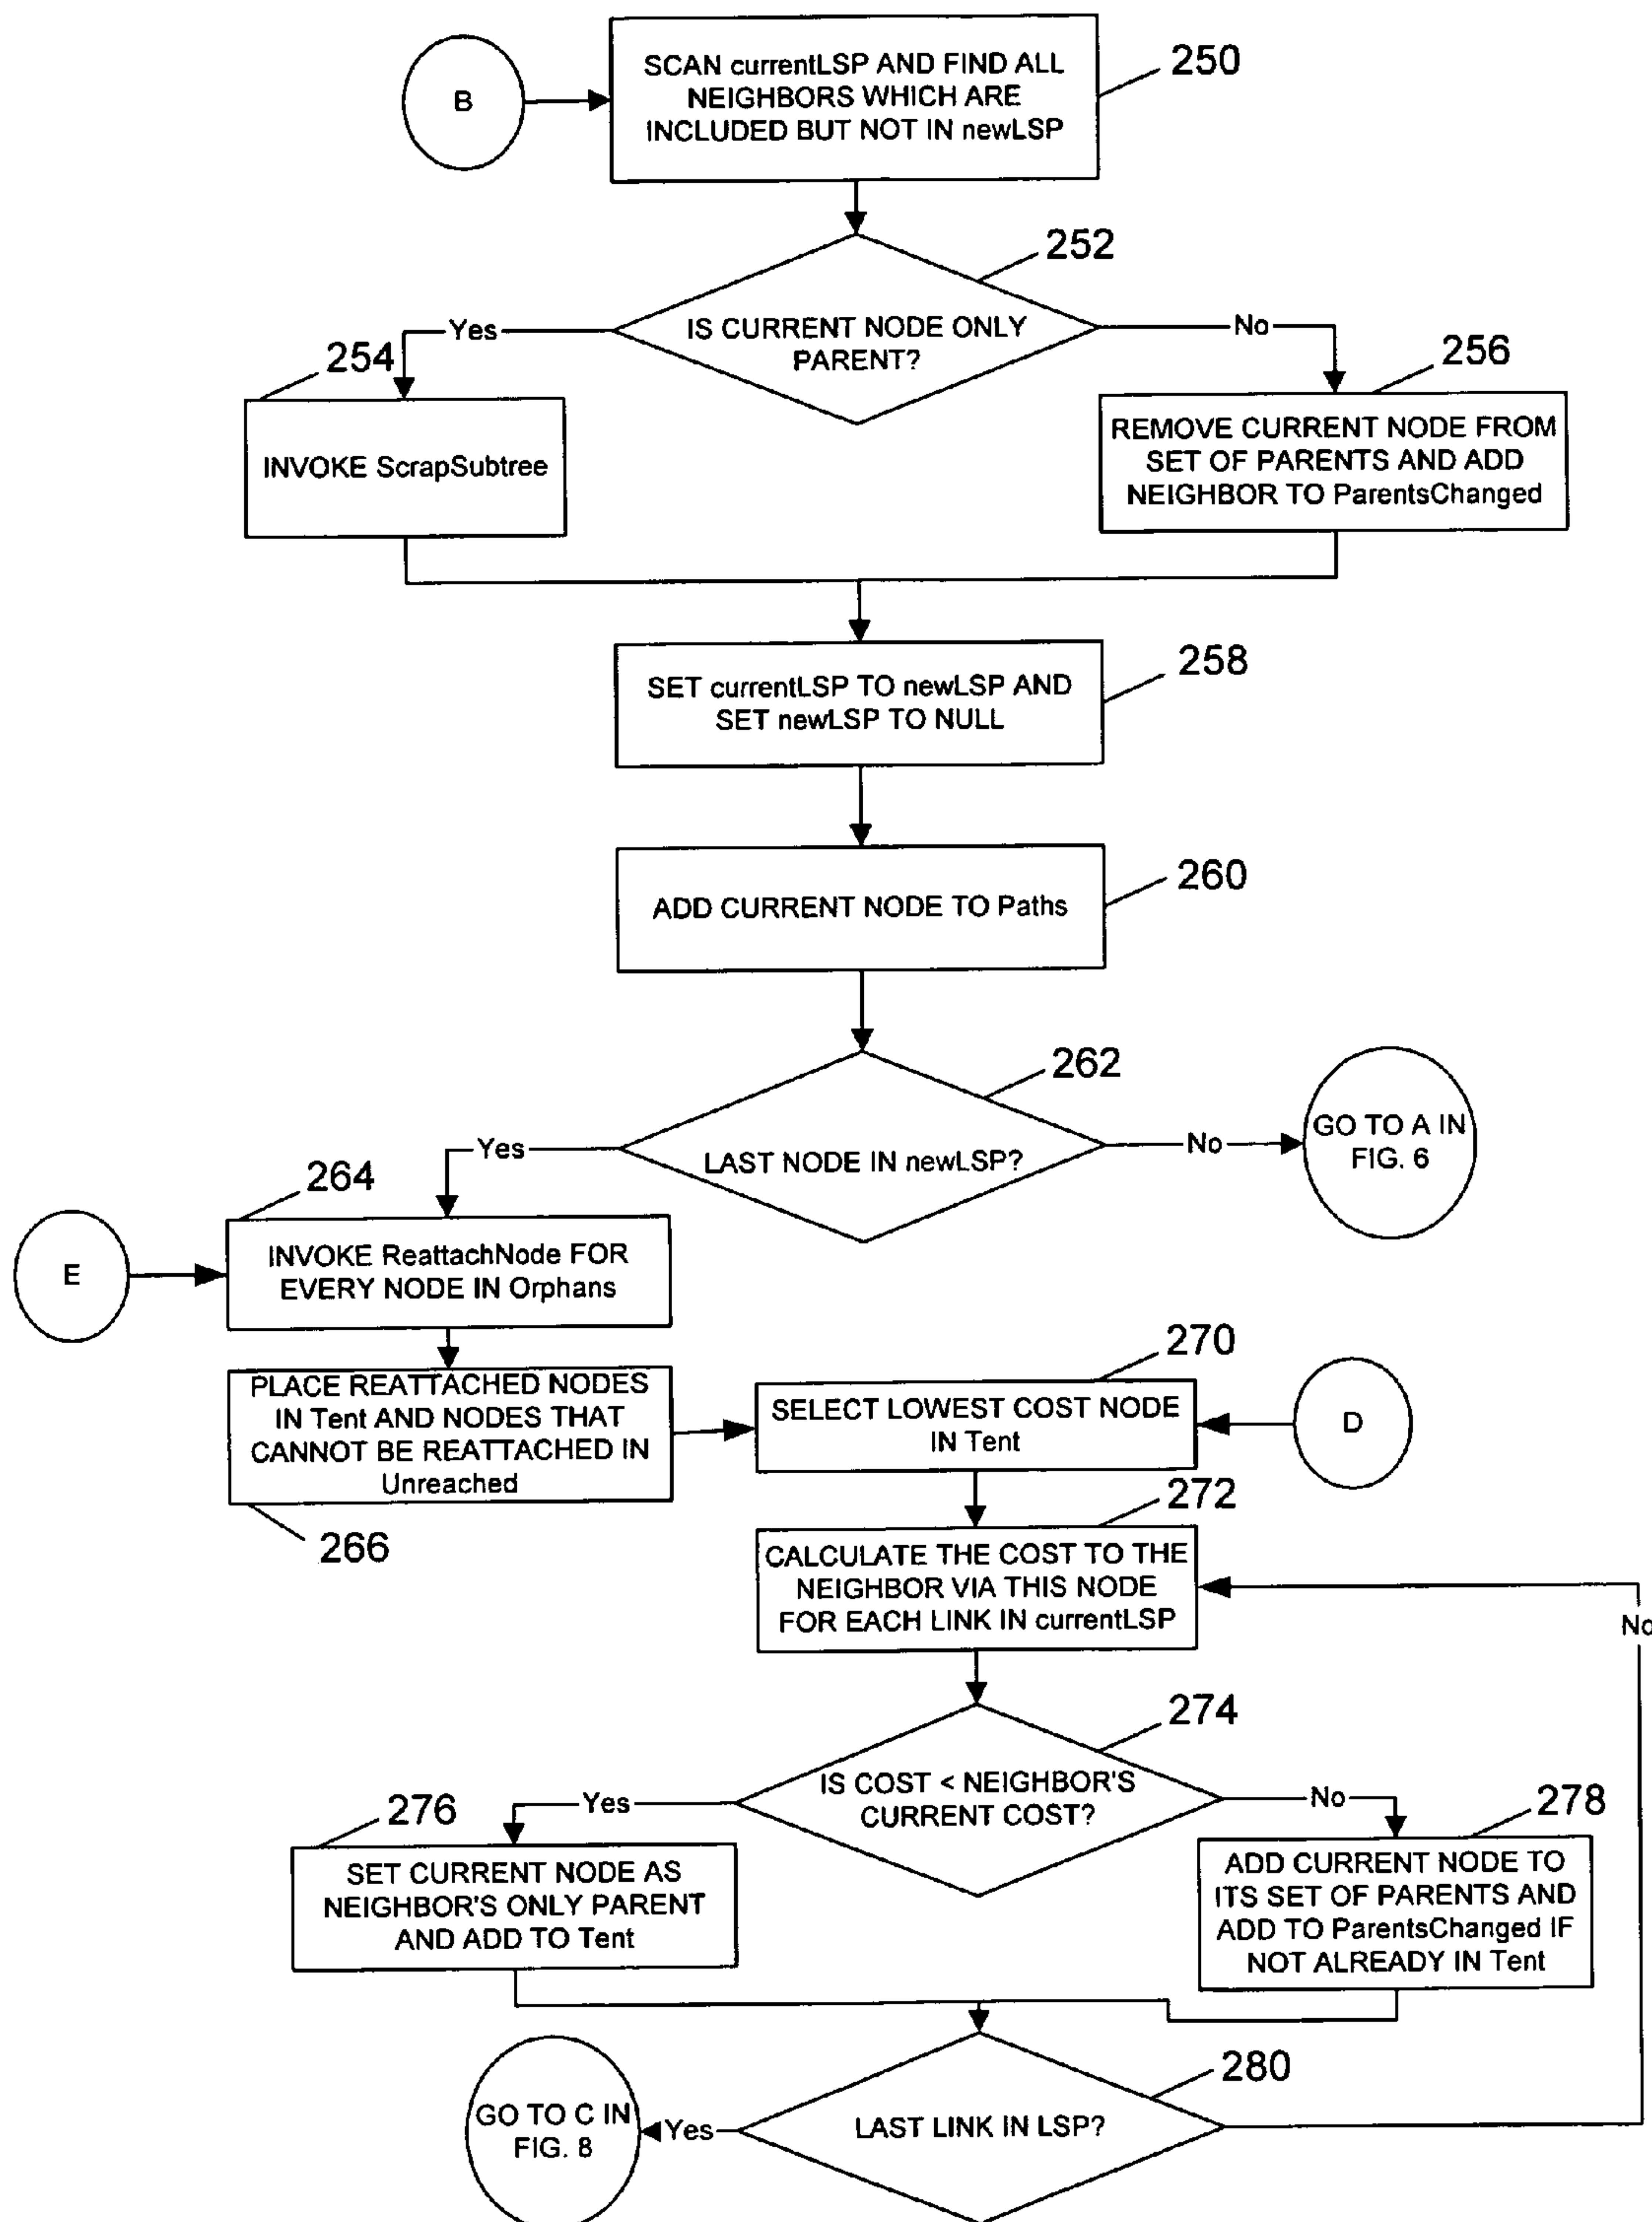 B
SCAN currentLSP AND FIND ALL
NEIGHBORS WHICH ARE
INCLUDED BUT NOT IN newLSP
250
252
IS CURRENT NODE ONLY
PARENT?
Yes
No
254
INVOKE ScrapSubtree
256
REMOVE CURRENT NODE FROM
SET OF PARENTS AND ADD
NEIGHBOR TO ParentsChanged
SET currentLSP TO newLSP AND
SET newLSP TO NULL
258
ADD CURRENT NODE TO Paths
260
262
LAST NODE IN newLSP?
Yes
No
GO TO A IN
FIG. 6
264
E
INVOKE ReattachNode FOR
EVERY NODE IN Orphans
PLACE REATTACHED NODES
IN Tent AND NODES THAT
CANNOT BE REATTACHED IN
Unreached
266
270
SELECT LOWEST COST NODE
IN Tent
D
272
CALCULATE THE COST TO THE
NEIGHBOR VIA THIS NODE
FOR EACH LINK IN currentLSP
No
274
IS COST < NEIGHBOR'S
CURRENT COST?
Yes
No
276
SET CURRENT NODE AS
NEIGHBOR'S ONLY PARENT
AND ADD TO Tent
278
ADD CURRENT NODE TO
ITS SET OF PARENTS AND
ADD TO ParentsChanged IF
NOT ALREADY IN Tent
280
LAST LINK IN LSP?
Yes
GO TO C IN
FIG. 8